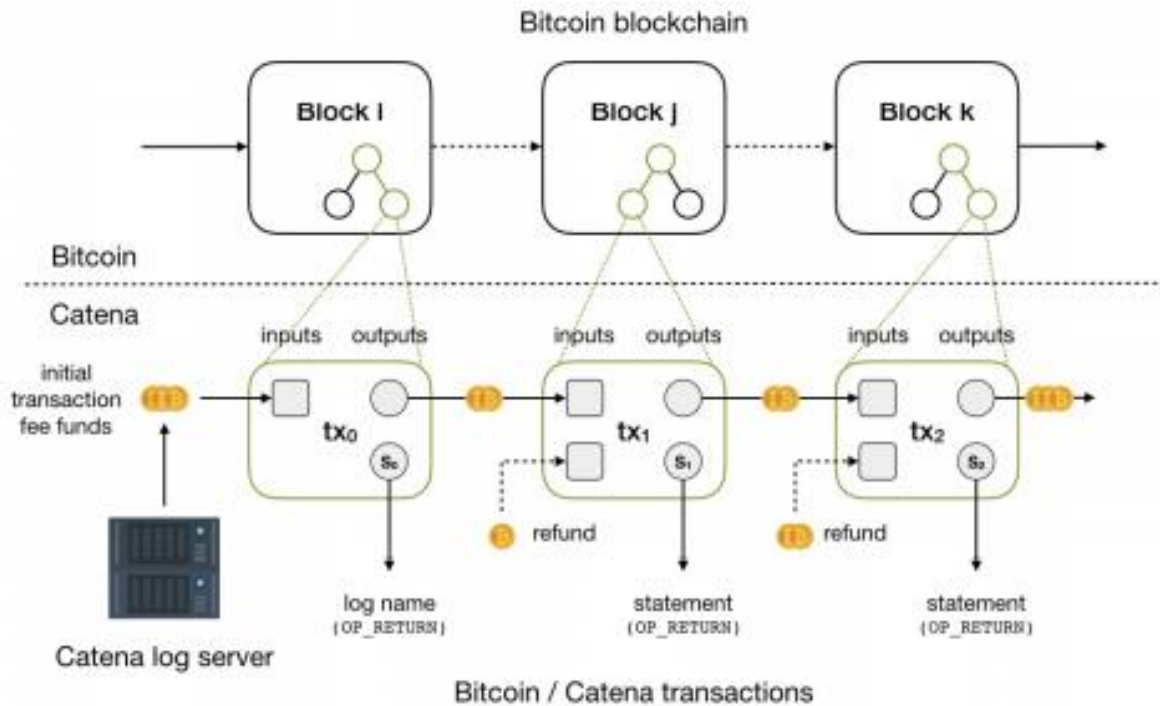 Bitcoin blockchain
Block i
Block j
Block k
Bitcoin
Catena
inputs outputs
inputs outputs
inputs outputs
initial
transaction
fee funds
tx₀
tx₁
tx₂
S₀
S₁
S₂
refund
refund
log name
(OP_RETURN)
statement
(OP_RETURN)
statement
(OP_RETURN)
Catena log server
Bitcoin / Catena transactions